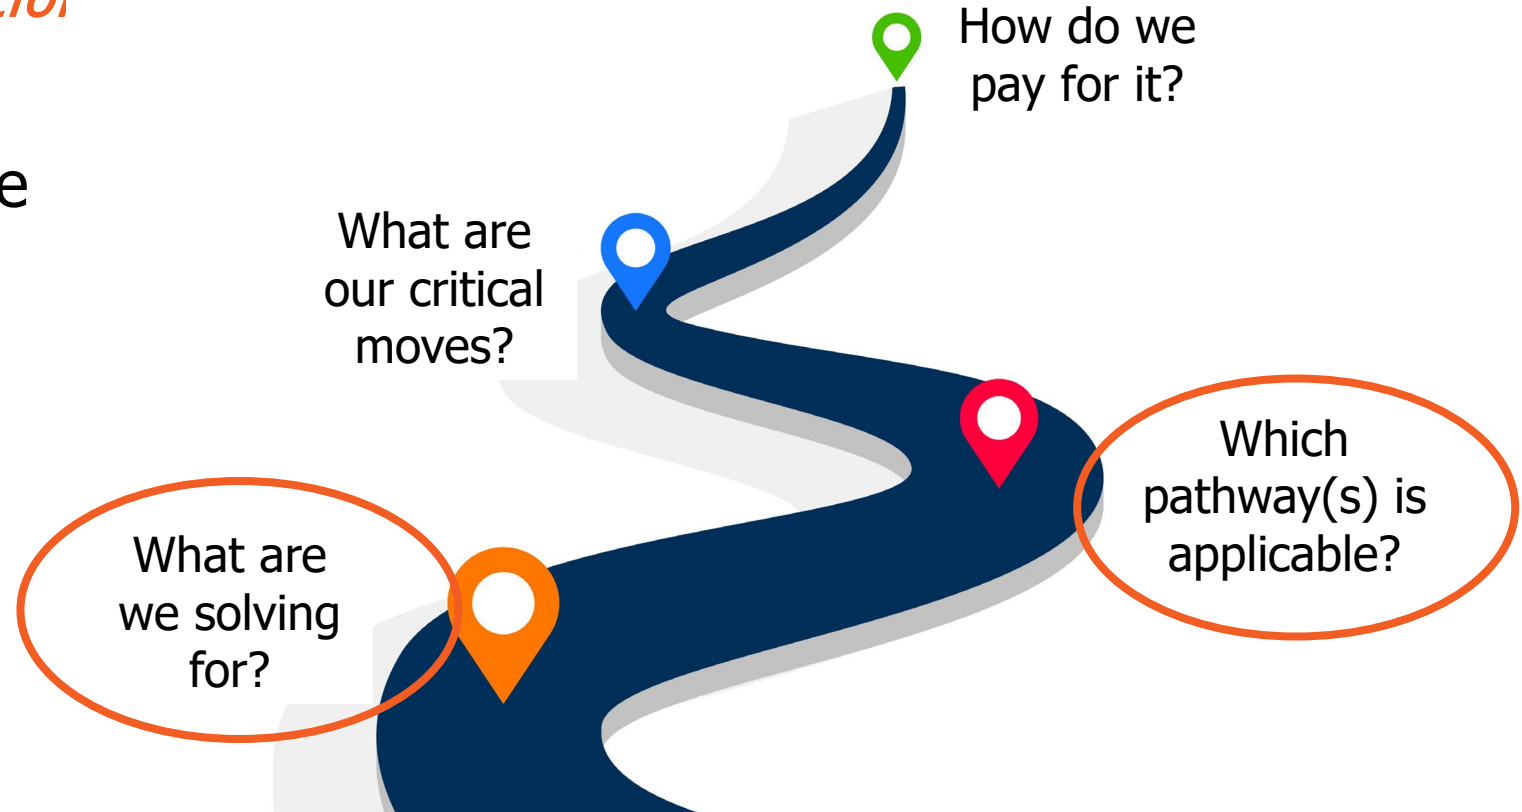 How do we
pay for it?
What are
our critical
moves?
Which
pathway(s) is
applicable?
What are
we solving
for?